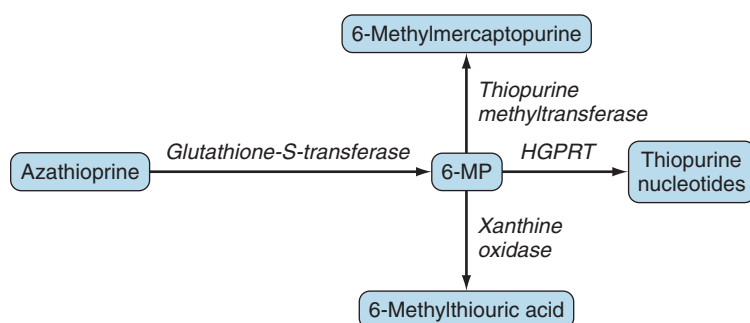 6-Methylmercaptopurine
Thiopurine
methyltransferase
Glutathione-S-transferase
HGPRT
Azathioprine
6-MP
Thiopurine
nucleotides
Xanthine
oxidase
6-Methylthiouric acid